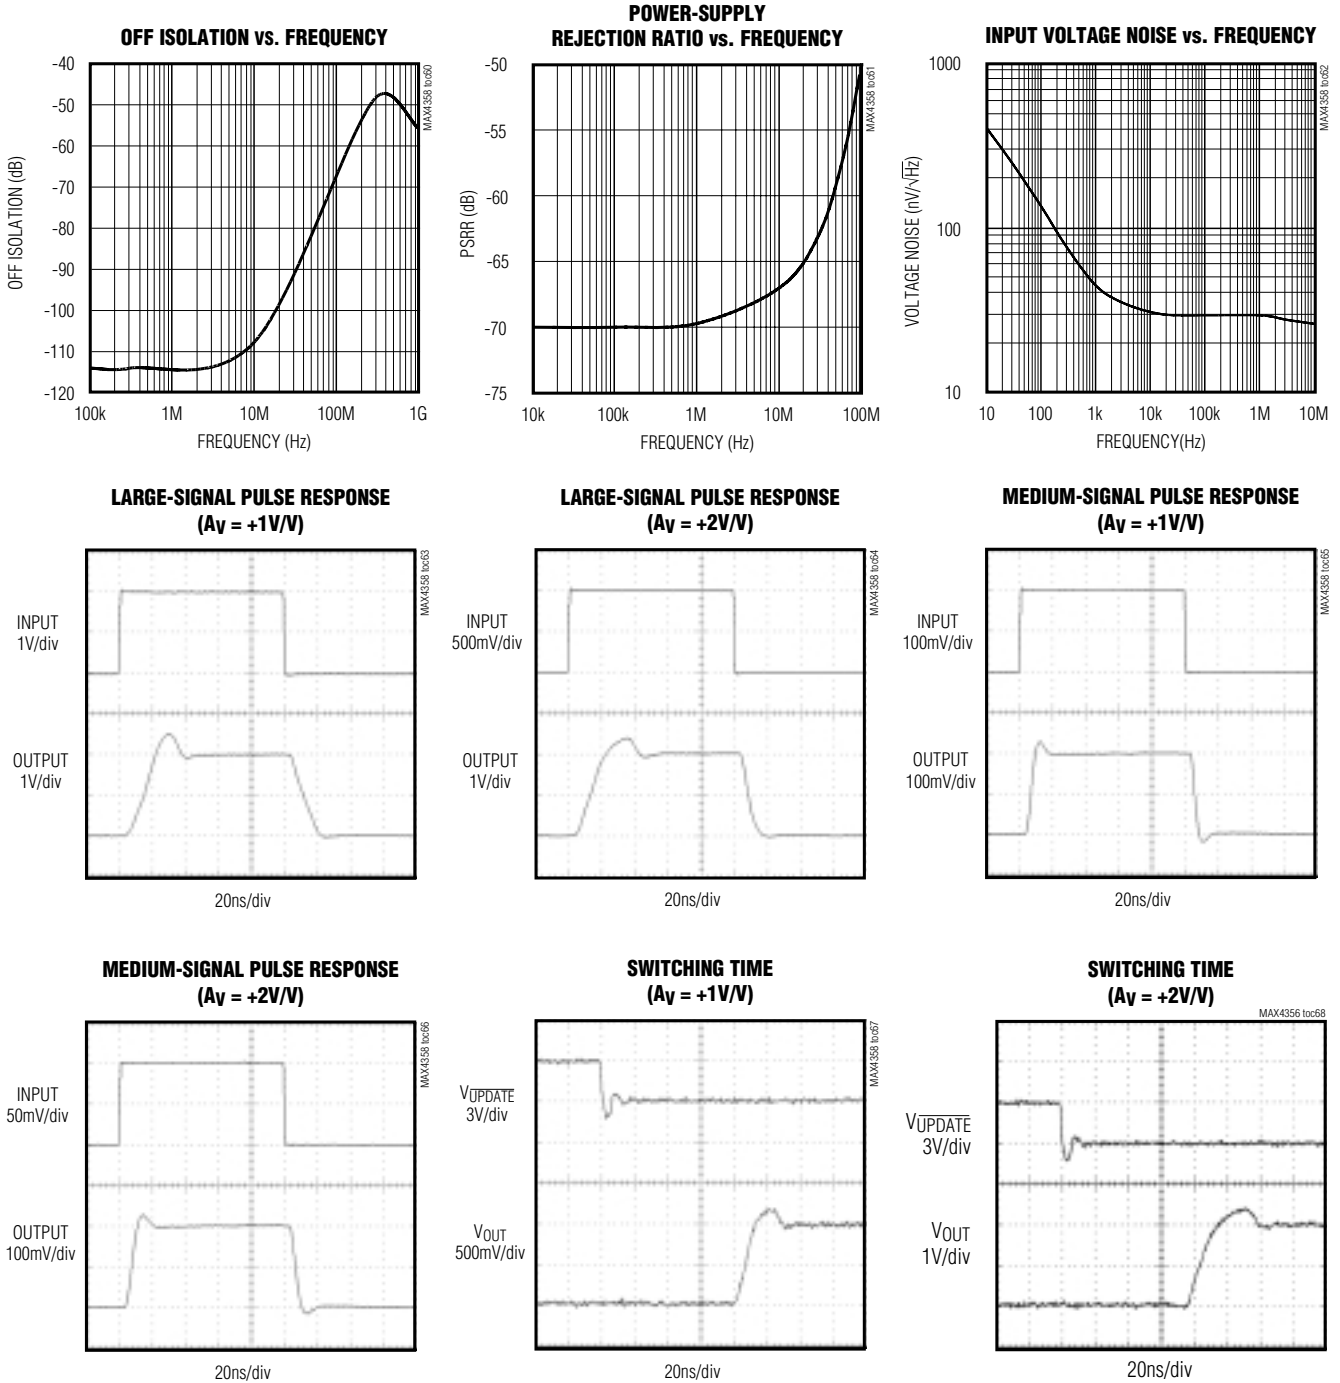 OFF ISOLATION vs. FREQUENCY
OFF ISOLATION (dB)
-40
-50
-60
-70
-80
-90
-100
-110
-120
100k 1M 10M 100M 1G
FREQUENCY (Hz)
MAX4358 toc60
POWER-SUPPLY
REJECTION RATIO vs. FREQUENCY
PSRR (dB)
-50
-55
-60
-65
-70
-75
10k 100k 1M 10M 100M
FREQUENCY (Hz)
MAX4358 toc61
INPUT VOLTAGE NOISE vs. FREQUENCY
VOLTAGE NOISE (nV/√Hz)
1000
100
10
10 100 1k 10k 100k 1M 10M
FREQUENCY(Hz)
MAX4358 toc62
LARGE-SIGNAL PULSE RESPONSE
(AV = +1V/V)
MAX4358 toc63
INPUT
1V/div
OUTPUT
1V/div
20ns/div
LARGE-SIGNAL PULSE RESPONSE
(AV = +2V/V)
MAX4358 toc64
INPUT
500mV/div
OUTPUT
1V/div
20ns/div
MEDIUM-SIGNAL PULSE RESPONSE
(AV = +1V/V)
MAX4358 toc65
INPUT
100mV/div
OUTPUT
100mV/div
20ns/div
MEDIUM-SIGNAL PULSE RESPONSE
(AV = +2V/V)
MAX4358 toc66
INPUT
50mV/div
OUTPUT
100mV/div
20ns/div
SWITCHING TIME
(AV = +1V/V)
MAX4358 toc67
VUPDATE
3V/div
VOUT
500mV/div
20ns/div
SWITCHING TIME
(AV = +2V/V)
MAX4356 toc68
VUPDATE
3V/div
VOUT
1V/div
20ns/div